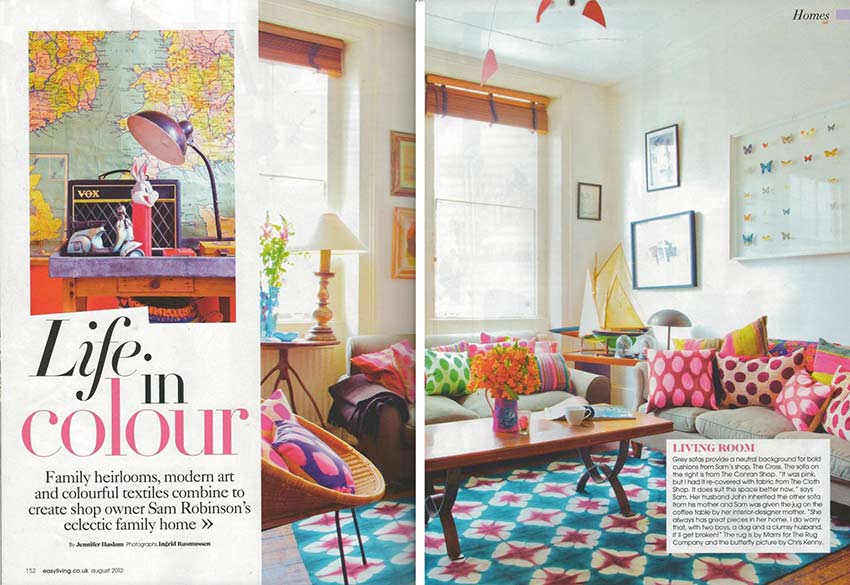 VOX
Life
in
colour
Family heirlooms, modern art
and colourful textiles combine to
create shop owner Sam Robinson's
eclectic family home »
By Jennifer Haslam Photographs Ingrid Rasmussen
152 easyliving.co.uk august 2012
Homes
LIVING ROOM
Grey sofas provide a neutral background for bold
cushions from Sam's shop, The Cross. The sofa on
the right is from The Conran Shop. "It was pink,
but I had it re-covered with fabric from The Cloth
Shop. It does suit the space better now," says
Sam. Her husband John inherited the other sofa
from his mother and Sam was given the jug on the
coffee table by her interior-designer mother. "She
always has great pieces in her home. I do worry
that, with two boys, a dog and a clumsy husband,
it'll get broken!" The rug is by Marni for The Rug
Company and the butterfly picture by Chris Kenny.